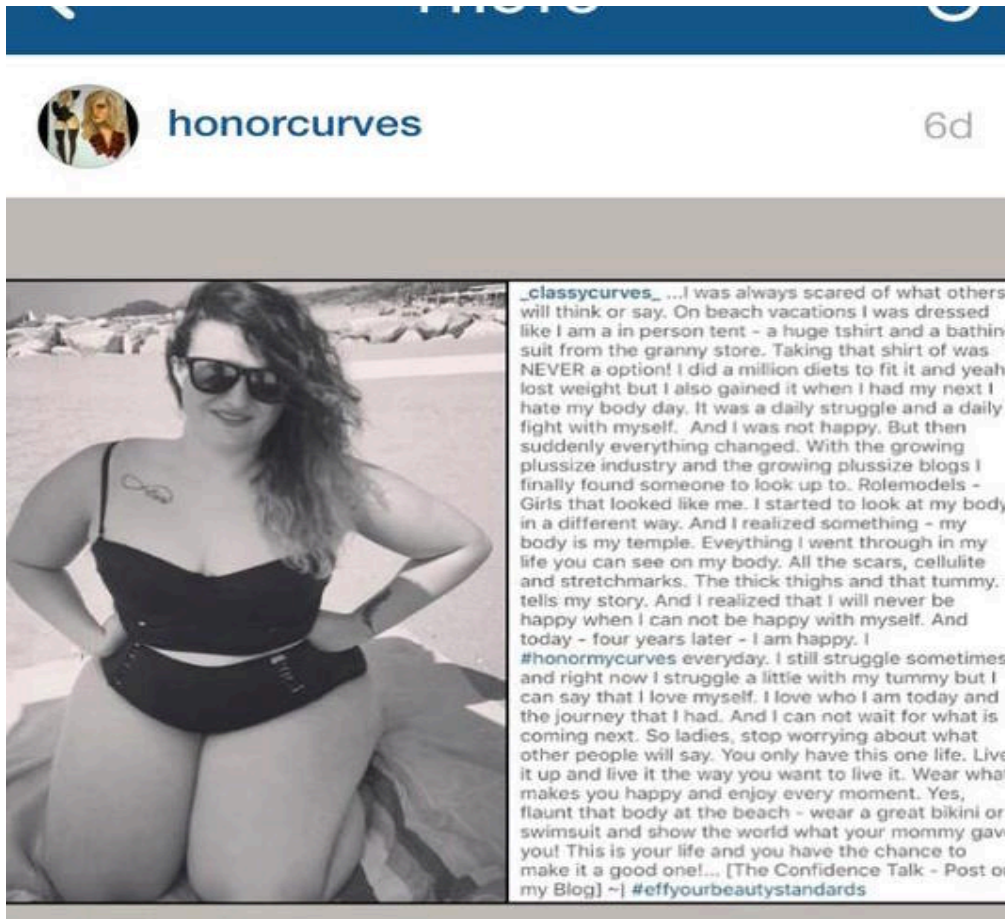 honorcurves
6d
_classycurves_ ...I was always scared of what others
will think or say. On beach vacations I was dressed
like I am a in person tent - a huge tshirt and a bathin
suit from the granny store. Taking that shirt of was
NEVER a option! I did a million diets to fit it and yeah
lost weight but I also gained it when I had my next I
hate my body day. It was a daily struggle and a daily
fight with myself. And I was not happy. But then
suddenly everything changed. With the growing
plussize industry and the growing plussize blogs I
finally found someone to look up to. Rolemodels -
Girls that looked like me. I started to look at my body
in a different way. And I realized something - my
body is my temple. Eveything I went through in my
life you can see on my body. All the scars, cellulite
and stretchmarks. The thick thighs and that tummy.
tells my story. And I realized that I will never be
happy when I can not be happy with myself. And
today - four years later - I am happy. I
#honormycurves everyday. I still struggle sometimes
and right now I struggle a little with my tummy but I
can say that I love myself. I love who I am today and
the journey that I had. And I can not wait for what is
coming next. So ladies, stop worrying about what
other people will say. You only have this one life. Live
it up and live it the way you want to live it. Wear what
makes you happy and enjoy every moment. Yes,
flaunt that body at the beach - wear a great bikini or
swimsuit and show the world what your mommy gave
you! This is your life and you have the chance to
make it a good one!... [The Confidence Talk - Post on
my Blog] ~| #effyourbeautystandards